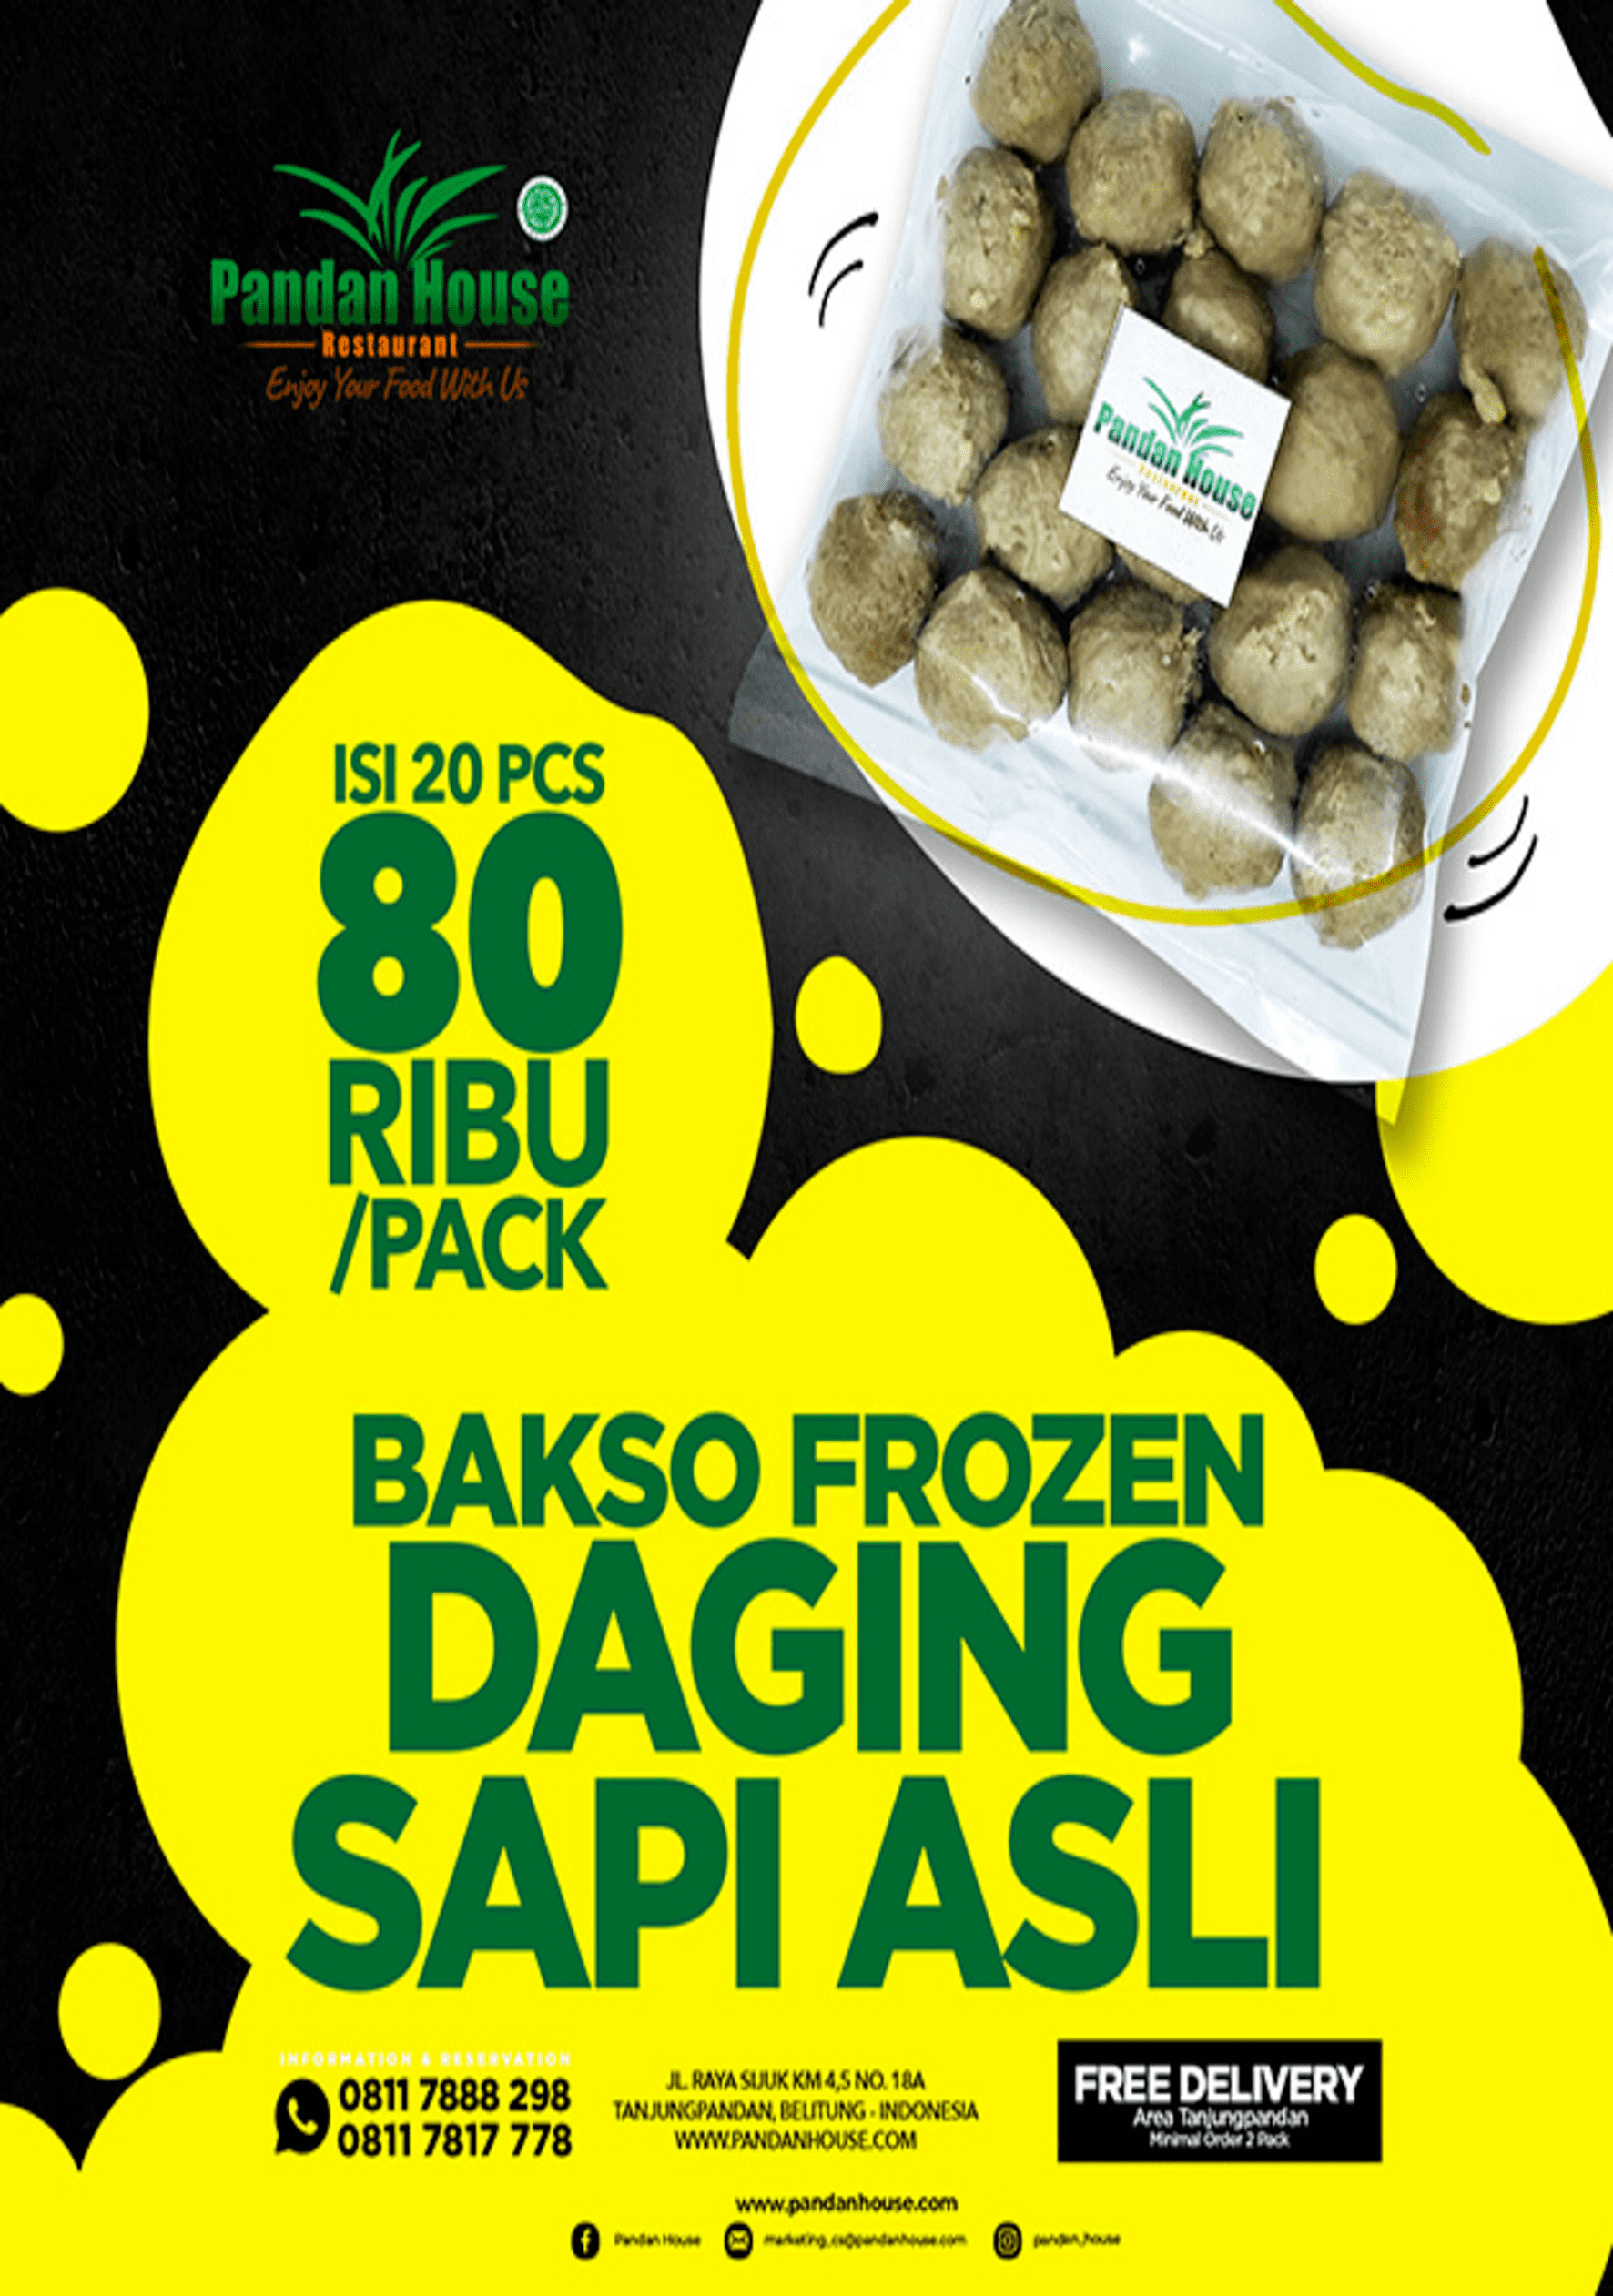 Pandan House
Restaurant
Enjoy Your Food With Us
Pandan House
Restaurant
Enjoy Your Food With Us
ISI 20 PCS
80
RIBU
/PACK
BAKSO FROZEN
DAGING
SAPI ASLI
INFORMATION & RESERVATION
0811 7888 298
0811 7817 778
JL. RAYA SIJUK KM 4,5 NO. 18A
TANJUNGPANDAN, BELITUNG - INDONESIA
WWW.PANDANHOUSE.COM
FREE DELIVERY
Area Tanjungpandan
Minimal Order 2 Pack
www.pandanhouse.com
Pandan House
marketing_cs@pandanhouse.com
pandan_house